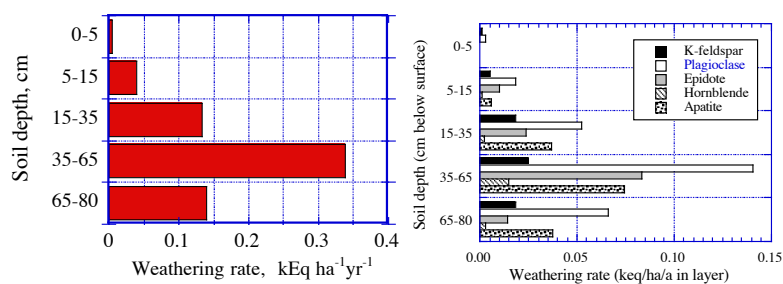 Soil depth, cm
0-5
5-15
15-35
35-65
65-80
0 0.1 0.2 0.3 0.4
Weathering rate, kEq ha⁻¹yr⁻¹
Soil depth (cm below surface)
0-5
5-15
15-35
35-65
65-80
K-feldspar
Plagioclase
Epidote
Hornblende
Apatite
0.00 0.05 0.10 0.15
Weathering rate (keq/ha/a in layer)